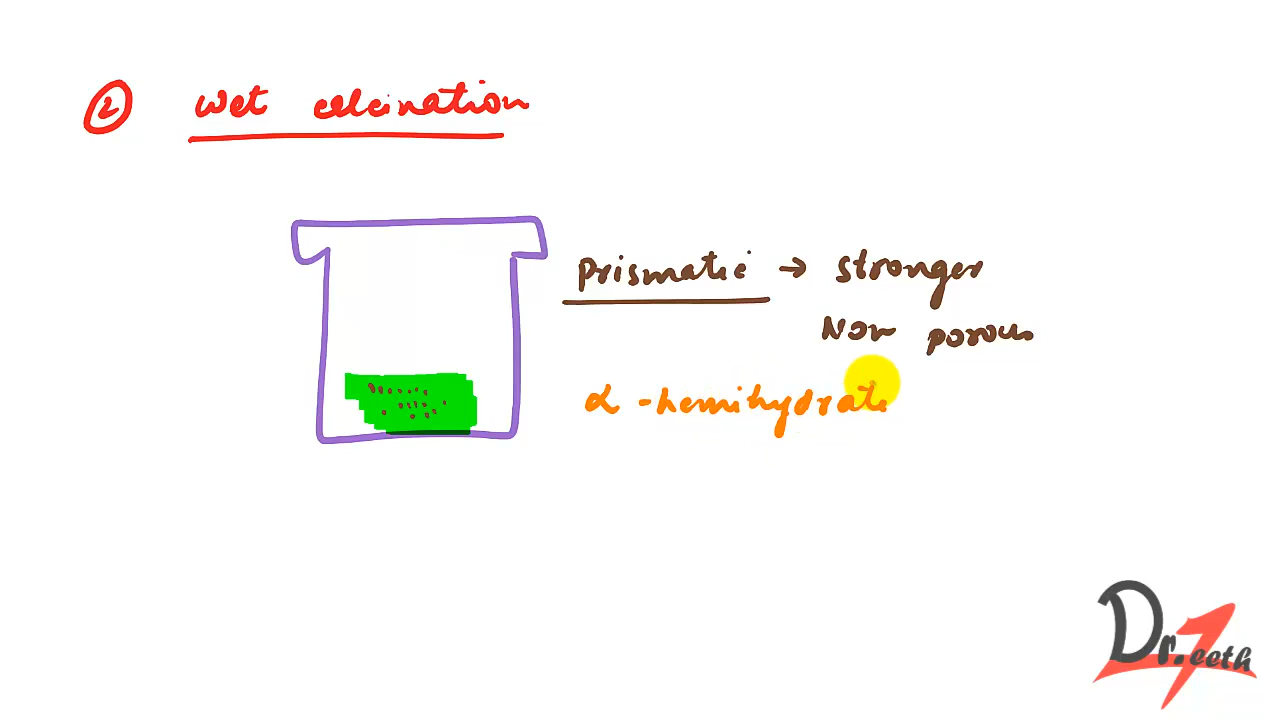 ② Wet calcination
Prismatic → stronger
Non porous
α - hemihydrate
Dr. Teeth